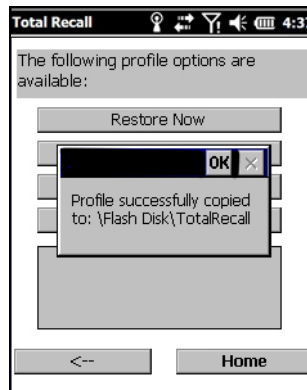 Total Recall 4:37
The following profile options are
available:
Restore Now
OK
Profile successfully copied
to: \Flash Disk\TotalRecall
<--
Home